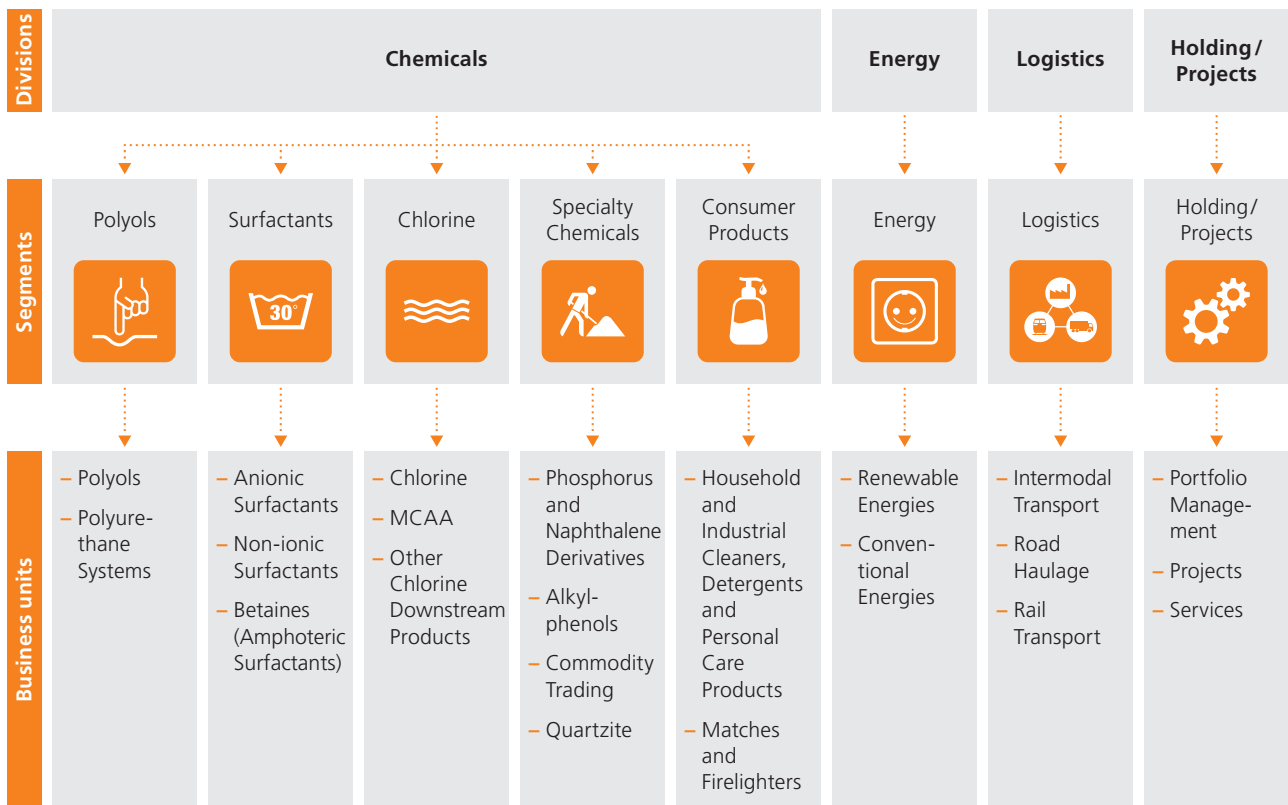 Divisions
Chemicals
Energy
Logistics
Holding/
Projects
Segments
Polyols
Surfactants
30°
Chlorine
Specialty
Chemicals
Consumer
Products
Energy
Logistics
Holding/
Projects
Business units
– Polyols
– Polyure-
thane
Systems
– Anionic
Surfactants
– Non-ionic
Surfactants
– Betaines
(Amphoteric
Surfactants)
– Chlorine
– MCAA
– Other
Chlorine
Downstream
Products
– Phosphorus
and
Naphthalene
Derivatives
– Alkyl-
phenols
– Commodity
Trading
– Quartzite
– Household
and
Industrial
Cleaners,
Detergents
and
Personal
Care
Products
– Matches
and
Firelighters
– Renewable
Energies
– Conven-
tional
Energies
– Intermodal
Transport
– Road
Haulage
– Rail
Transport
– Portfolio
Manage-
ment
– Projects
– Services